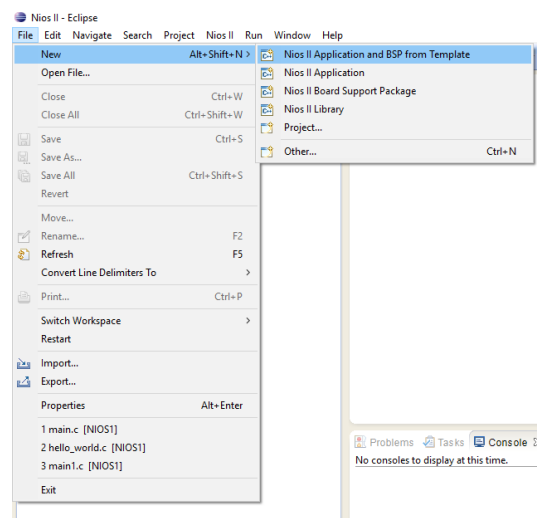 Nios II - Eclipse
File Edit Navigate Search Project Nios II Run Window Help
New Alt+Shift+N >
Open File...
Close Ctrl+W
Close All Ctrl+Shift+W
Save Ctrl+S
Save As...
Save All Ctrl+Shift+S
Revert
Move...
Rename... F2
Refresh F5
Convert Line Delimiters To >
Print... Ctrl+P
Switch Workspace >
Restart
Import...
Export...
Properties Alt+Enter
1 main.c [NIOS1]
2 hello_world.c [NIOS1]
3 main1.c [NIOS1]
Exit
Nios II Application and BSP from Template
Nios II Application
Nios II Board Support Package
Nios II Library
Project...
Other... Ctrl+N
Problems Tasks Console
No consoles to display at this time.